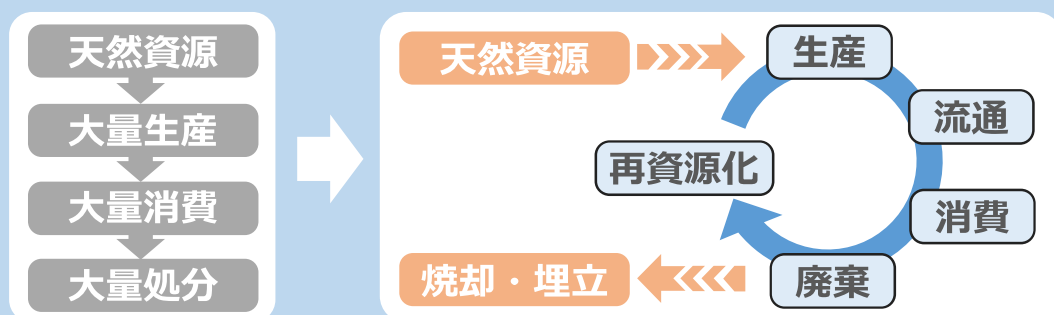 天然資源
大量生産
大量消費
大量処分
天然資源
生産
流通
消費
廃棄
再資源化
焼却・埋立